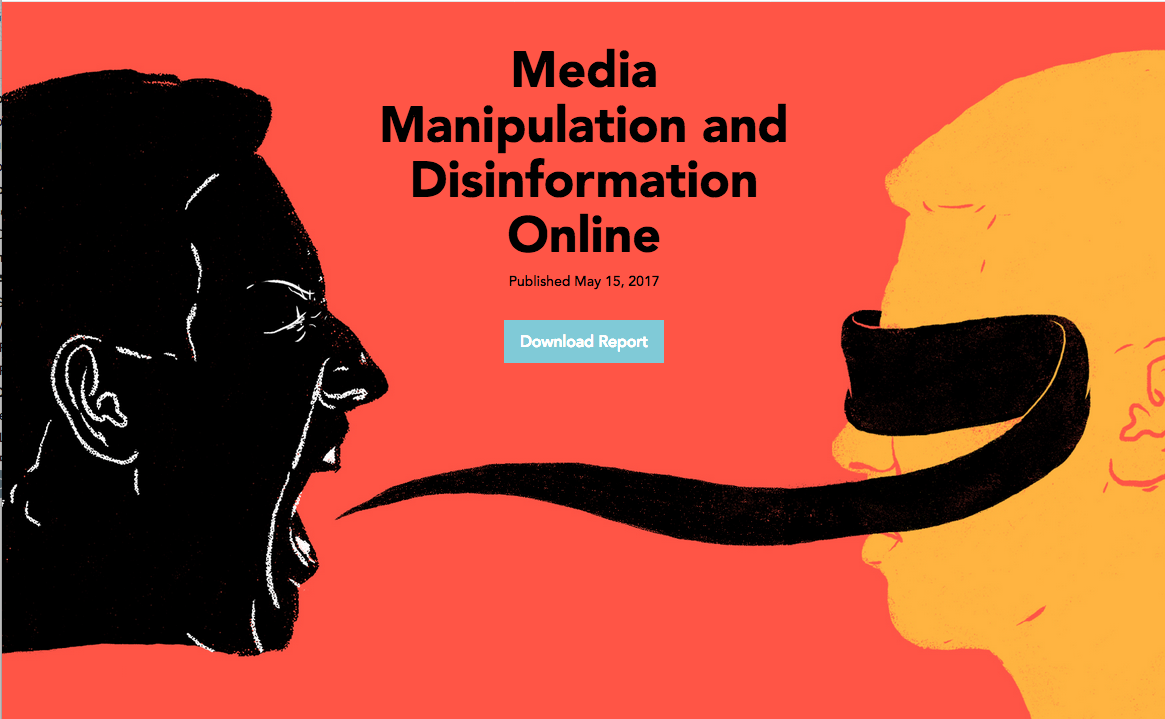 Media
Manipulation and
Disinformation
Online
Published May 15, 2017
Download Report